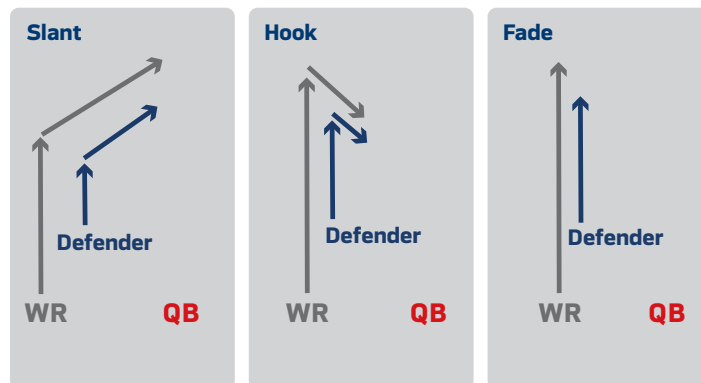 Slant
Defender
WR QB
Hook
Defender
WR QB
Fade
Defender
WR QB